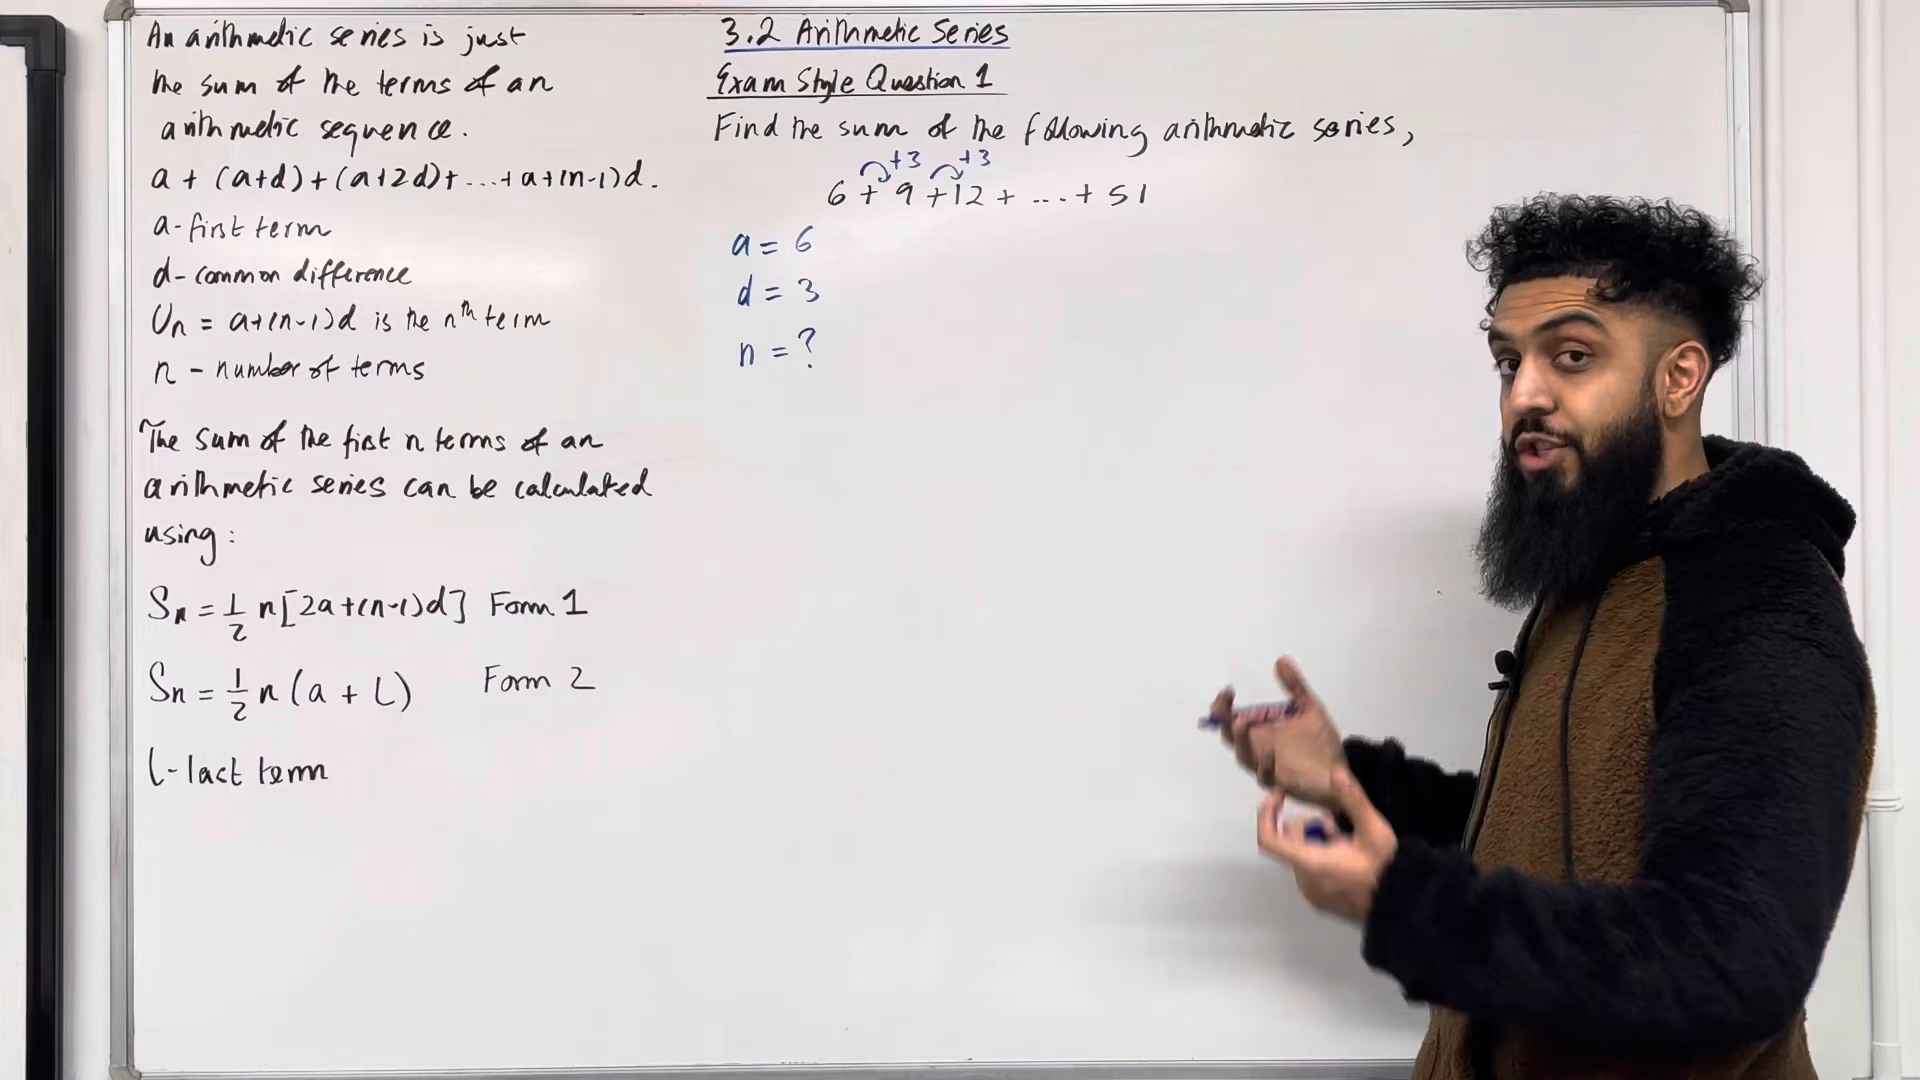 An arithmetic series is just
the sum of the terms of an
arithmetic sequence.
a + (a+d) + (a+2d) + ... + a+(n-1)d.
a - first term
d - common difference
Un = a+(n-1)d is the nth term
n - number of terms
The sum of the first n terms of an
arithmetic series can be calculated
using:
Sn = 1/2 n[2a+(n-1)d] Form 1
Sn = 1/2 n (a + L) Form 2
L - last term
3.2 Arithmetic Series
Exam Style Question 1
Find the sum of the following arithmetic series,
+3 +3
6 + 9 + 12 + ... + 51
a = 6
d = 3
n = ?